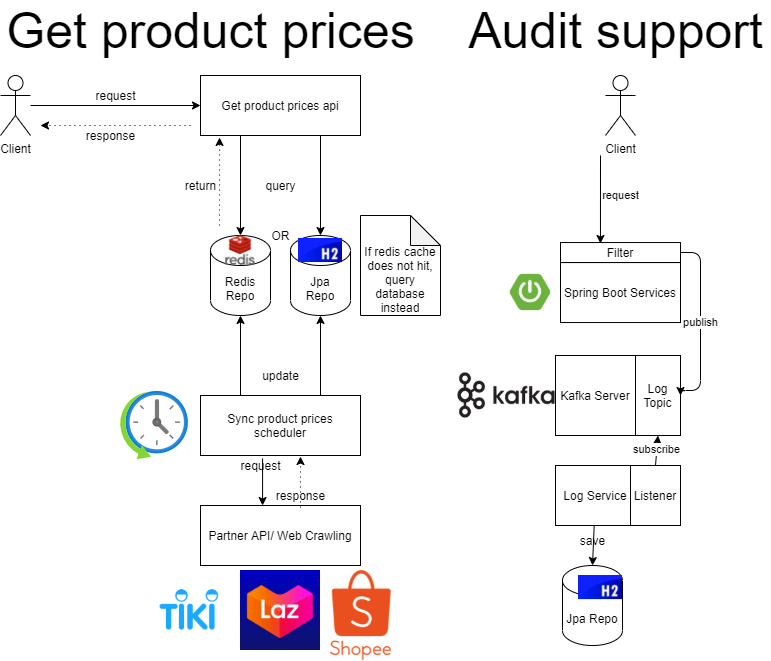 Get product prices
Audit support
request
response
Client
Get product prices api
return
query
OR
redis
Redis
Repo
H2
Jpa
Repo
If redis cache
does not hit,
query
database
instead
update
Sync product prices
scheduler
request
response
Partner API/ Web Crawling
TIKI
Laz
S
Shopee
Client
request
Filter
Spring Boot Services
publish
kafka
Kafka Server
Log
Topic
subscribe
Log Service
Listener
save
H2
Jpa Repo